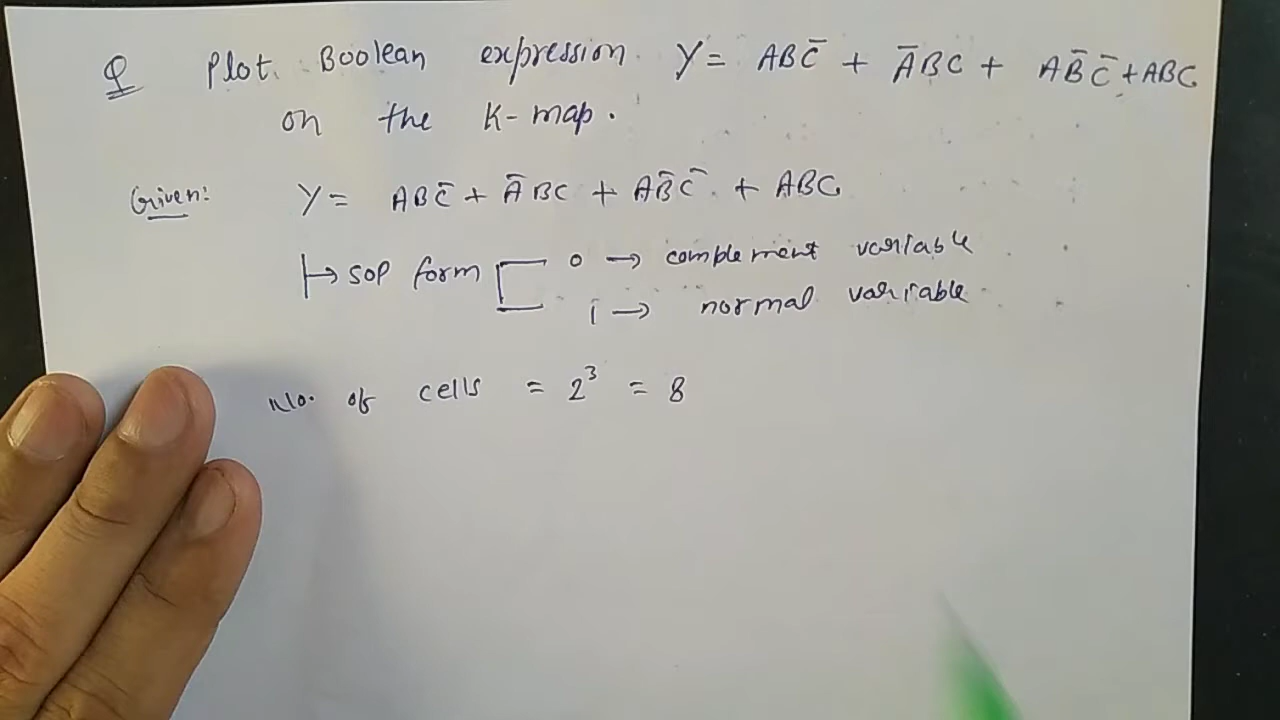 Q Plot Boolean expression Y = ABC̄ + ĀBC + AB̄C̄ + ABC
on the K-map.
Given: Y = ABC̄ + ĀBC + AB̄C̄ + ABC
↦ SOP form [ 0 → complement variable
1 → normal variable
No. of cells = 2³ = 8